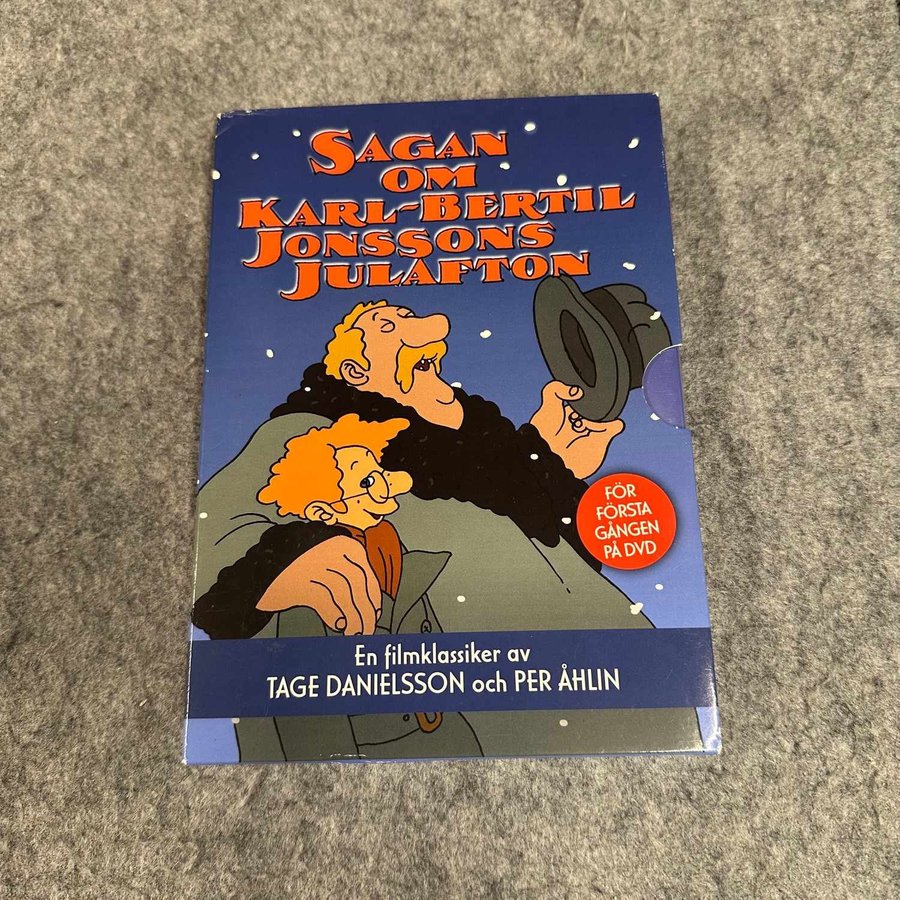 SAGAN
OM
KARL-BERTIL
JONSSONS
JULAFTON
FÖR
FÖRSTA
GÅNGEN
PÅ DVD
En filmklassiker av
TAGE DANIELSSON och PER ÅHLIN